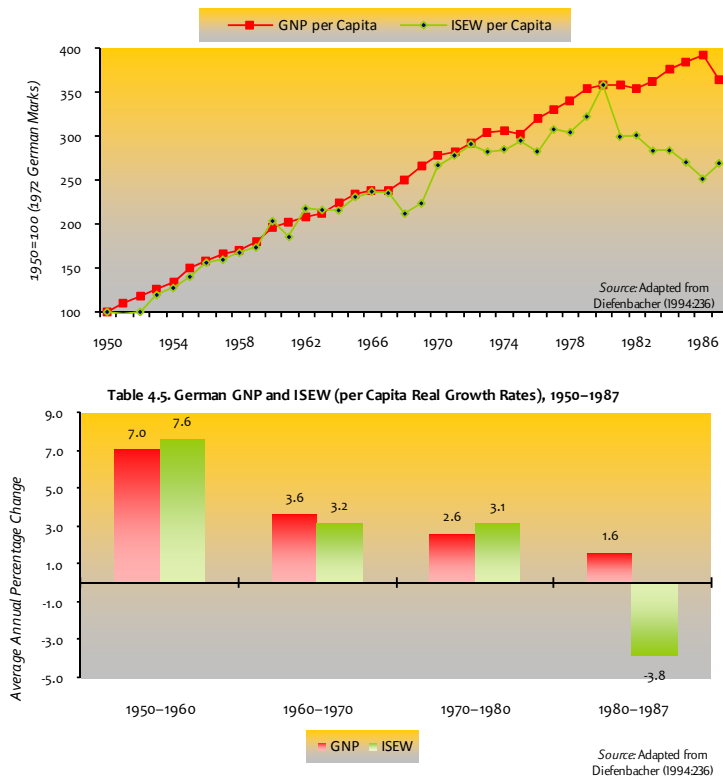 GNP per Capita ISEW per Capita
1950=100 (1972 German Marks)
400
350
300
250
200
150
100
Source: Adapted from
Diefenbacher (1994:236)
1950 1954 1958 1962 1966 1970 1974 1978 1982 1986
Table 4.5. German GNP and ISEW (per Capita Real Growth Rates), 1950–1987
Average Annual Percentage Change
9.0
7.0
5.0
3.0
1.0
-1.0
-3.0
-5.0
7.0 7.6
3.6 3.2
2.6 3.1
1.6
-3.8
1950–1960 1960–1970 1970–1980 1980–1987
GNP ISEW
Source: Adapted from
Diefenbacher (1994:236)